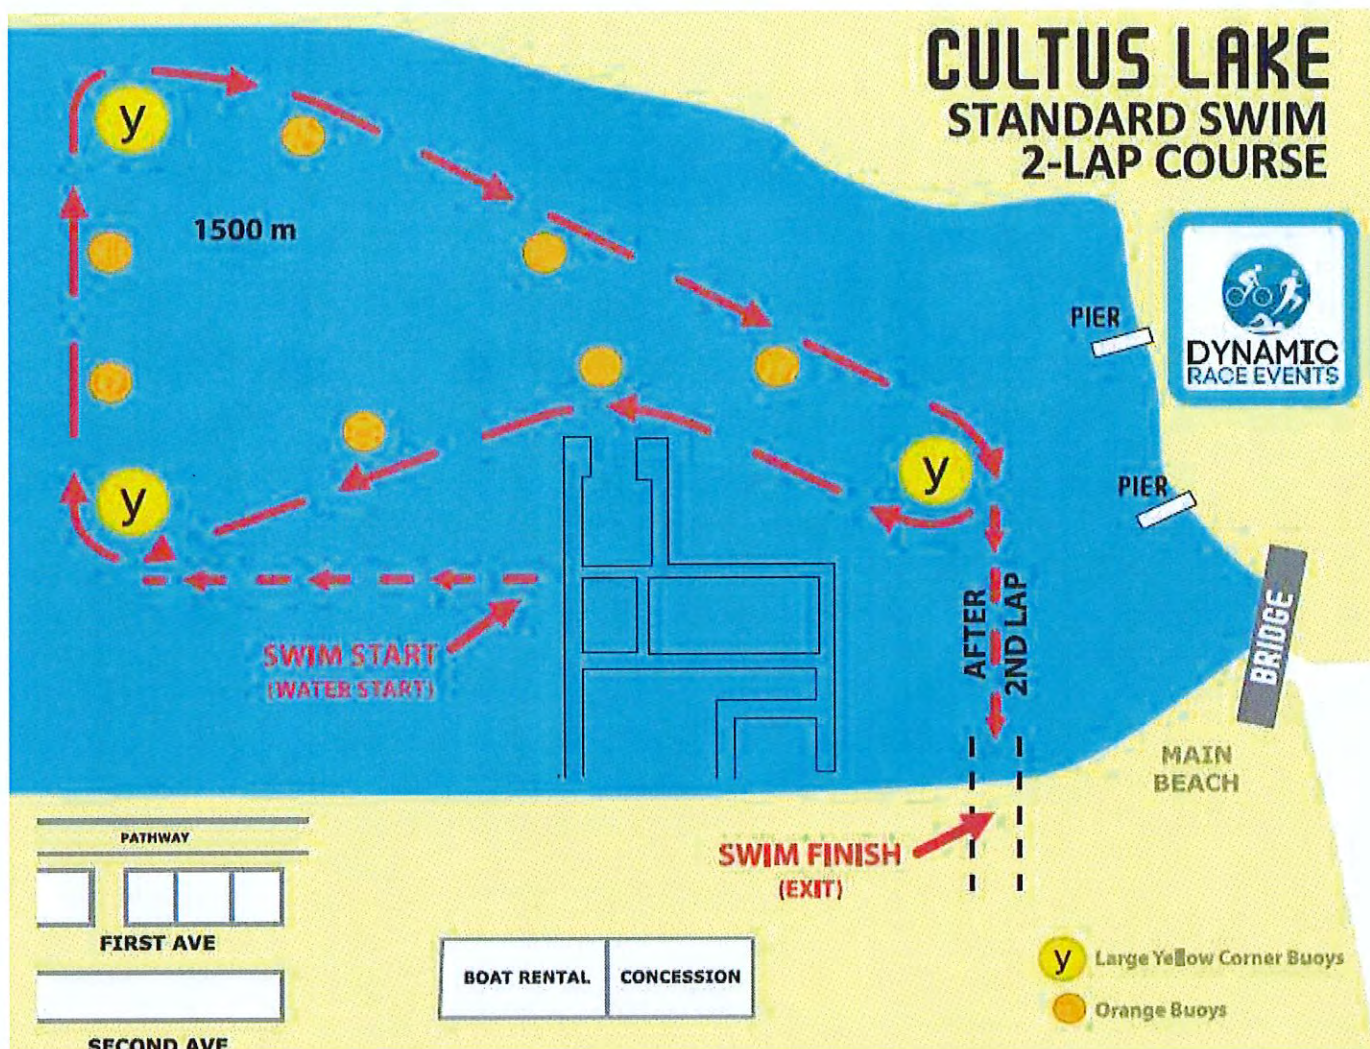 CULTUS LAKE
STANDARD SWIM
2-LAP COURSE
y
1500 m
PIER
DYNAMIC
RACE EVENTS
y
y
PIER
AFTER
2ND LAP
BRIDGE
SWIM START
(WATER START)
MAIN
BEACH
PATHWAY
SWIM FINISH
(EXIT)
FIRST AVE
BOAT RENTAL
CONCESSION
y
Large Yellow Corner Buoys
Orange Buoys
SECOND AVE